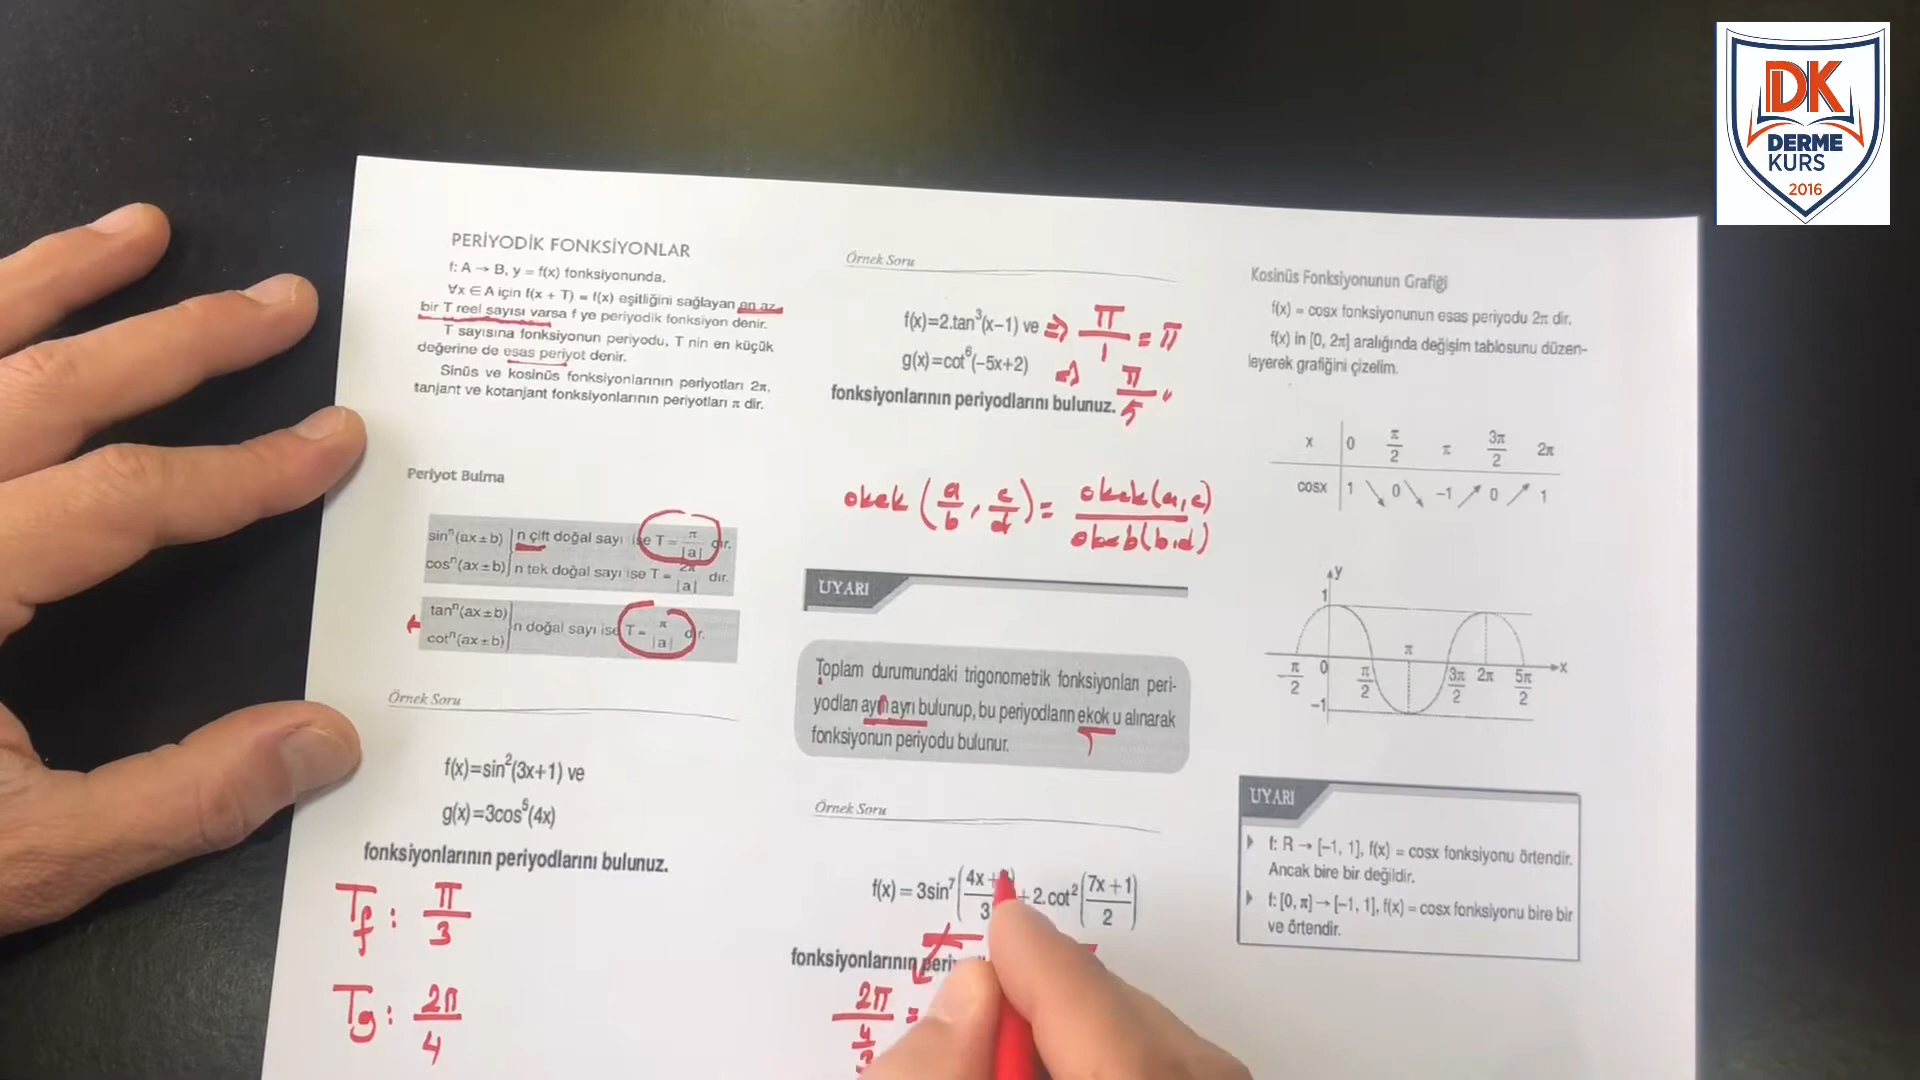 DK
DERME
KURS
2016
PERİYODİK FONKSİYONLAR
f: A → B, y = f(x) fonksiyonunda,
∀x ∈ A için f(x + T) = f(x) eşitliğini sağlayan en az
bir T reel sayısı varsa f ye periyodik fonksiyon denir.
T sayısına fonksiyonun periyodu, T nin en küçük
değerine de esas periyot denir.
Sinüs ve kosinüs fonksiyonlarının periyotları 2π,
tanjant ve kotanjant fonksiyonlarının periyotları π dir.
Periyot Bulma
sinⁿ(ax ± b) n çift doğal sayı ise T = π/|a| dır.
cosⁿ(ax ± b) n tek doğal sayı ise T = 2π/|a| dır.
tanⁿ(ax ± b)
cotⁿ(ax ± b) n doğal sayı ise T = π/|a| dır.
Örnek Soru
f(x)=sin²(3x+1) ve
g(x)=3cos⁵(4x)
fonksiyonlarının periyodlarını bulunuz.
Tf : π/3
Tg : 2π/4
Örnek Soru
f(x)=2.tan³(x−1) ve ⇒ π/1 = π
g(x)=cot⁶(−5x+2) ⇒ π/5
fonksiyonlarının periyodlarını bulunuz.
okek (a/b, c/d) = okek(a,c)/obeb(b,d)
UYARI
Toplam durumundaki trigonometrik fonksiyonları peri-
yodları ayrı ayrı bulunup, bu periyodların ekok u alınarak
fonksiyonun periyodu bulunur.
Örnek Soru
f(x) = 3sin⁷(4x + /3) + 2.cot²(7x + 1/2)
fonksiyonlarının
2π/(4/3) =
Kosinüs Fonksiyonunun Grafiği
f(x) = cosx fonksiyonunun esas periyodu 2π dir.
f(x) in [0, 2π] aralığında değişim tablosunu düzen-
leyerek grafiğini çizelim.
x 0 π/2 π 3π/2 2π
cosx 1 ↘ 0 ↘ −1 ↗ 0 ↗ 1
y
1
−π/2 0 π/2 π 3π/2 2π 5π/2 x
−1
UYARI
f: R → [−1, 1], f(x) = cosx fonksiyonu örtendir.
Ancak bire bir değildir.
f: [0, π] → [−1, 1], f(x) = cosx fonksiyonu bire bir
ve örtendir.